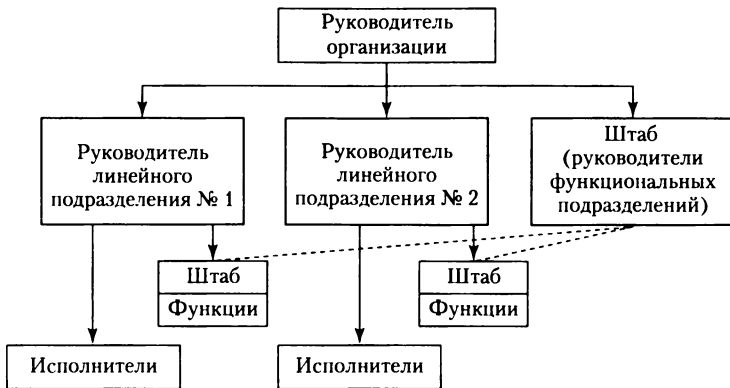 Руководитель
организации
Руководитель
линейного
подразделения № 1
Руководитель
линейного
подразделения № 2
Штаб
(руководители
функциональных
подразделений)
Штаб
Функции
Штаб
Функции
Исполнители
Исполнители